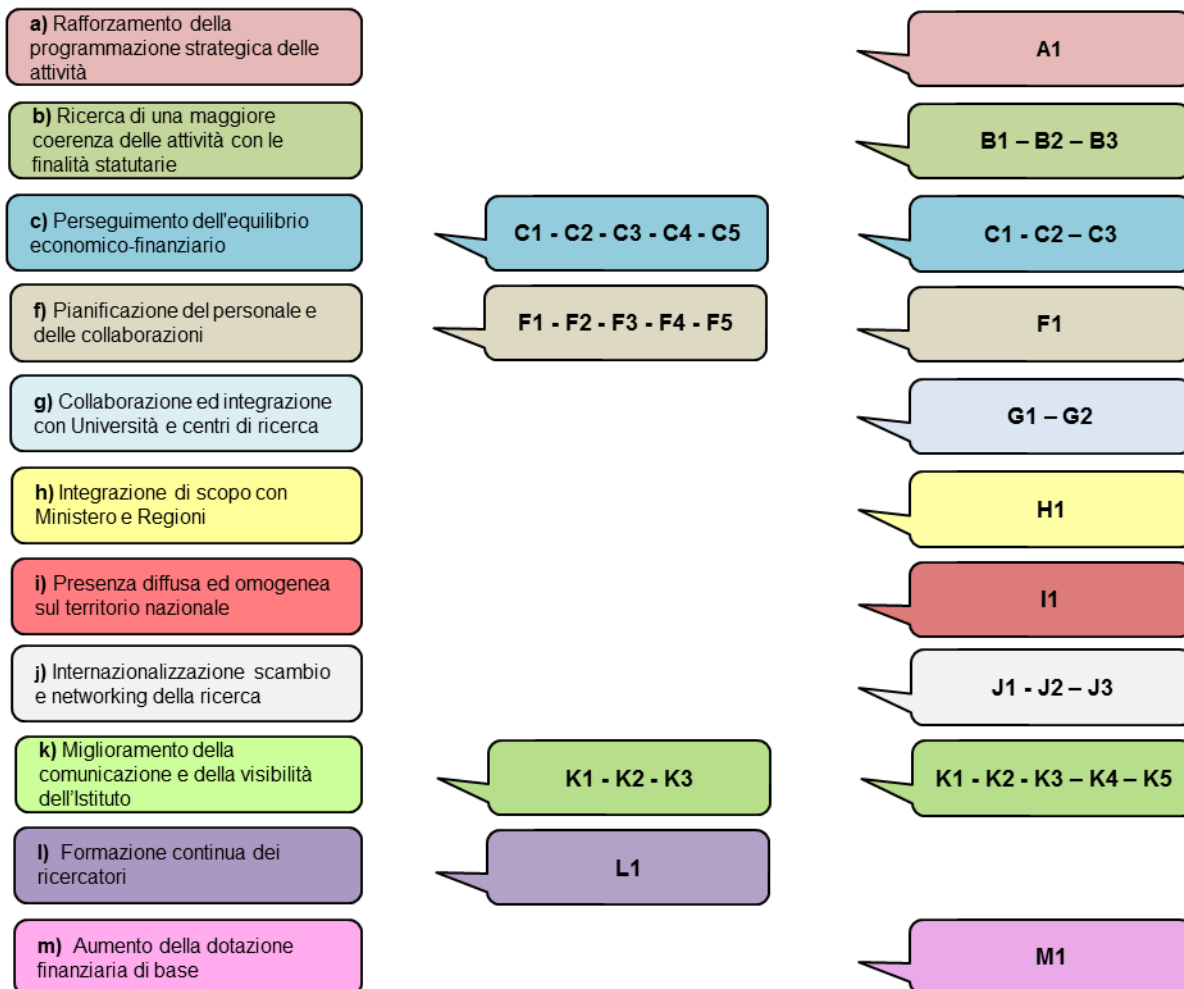 a) Rafforzamento della
programmazione strategica delle
attività
A1
b) Ricerca di una maggiore
coerenza delle attività con le
finalità statutarie
B1 – B2 – B3
c) Perseguimento dell'equilibrio
economico-finanziario
C1 - C2 - C3 - C4 - C5
C1 - C2 – C3
f) Pianificazione del personale e
delle collaborazioni
F1 - F2 - F3 - F4 - F5
F1
g) Collaborazione ed integrazione
con Università e centri di ricerca
G1 – G2
h) Integrazione di scopo con
Ministero e Regioni
H1
i) Presenza diffusa ed omogenea
sul territorio nazionale
I1
j) Internazionalizzazione scambio
e networking della ricerca
J1 - J2 – J3
k) Miglioramento della
comunicazione e della visibilità
dell'Istituto
K1 - K2 - K3
K1 - K2 - K3 – K4 – K5
l) Formazione continua dei
ricercatori
L1
m) Aumento della dotazione
finanziaria di base
M1